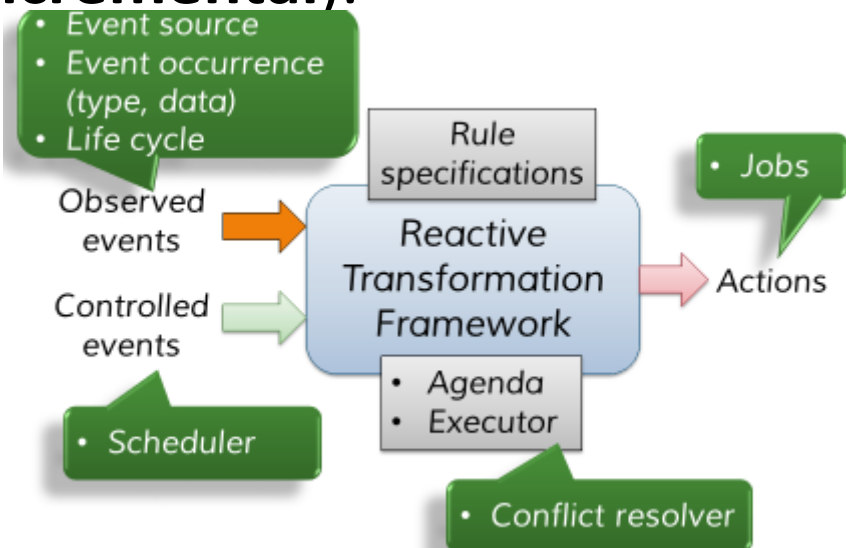 cremental).
• Event source
• Event occurrence
(type, data)
• Life cycle
Rule
specifications
• Jobs
Observed
events
Reactive
Transformation
Framework
Actions
Controlled
events
• Agenda
• Executor
• Scheduler
• Conflict resolver